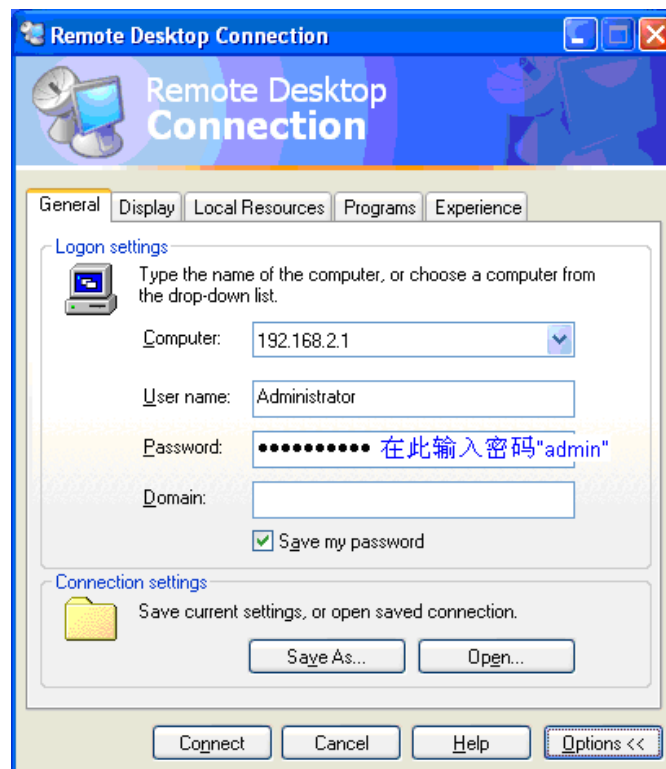 Remote Desktop Connection
Remote Desktop
Connection
General Display Local Resources Programs Experience
Logon settings
Type the name of the computer, or choose a computer from
the drop-down list.
Computer: 192.168.2.1
User name: Administrator
Password: •••••••••• 在此输入密码"admin"
Domain:
Save my password
Connection settings
Save current settings, or open saved connection.
Save As... Open...
Connect Cancel Help Options <<